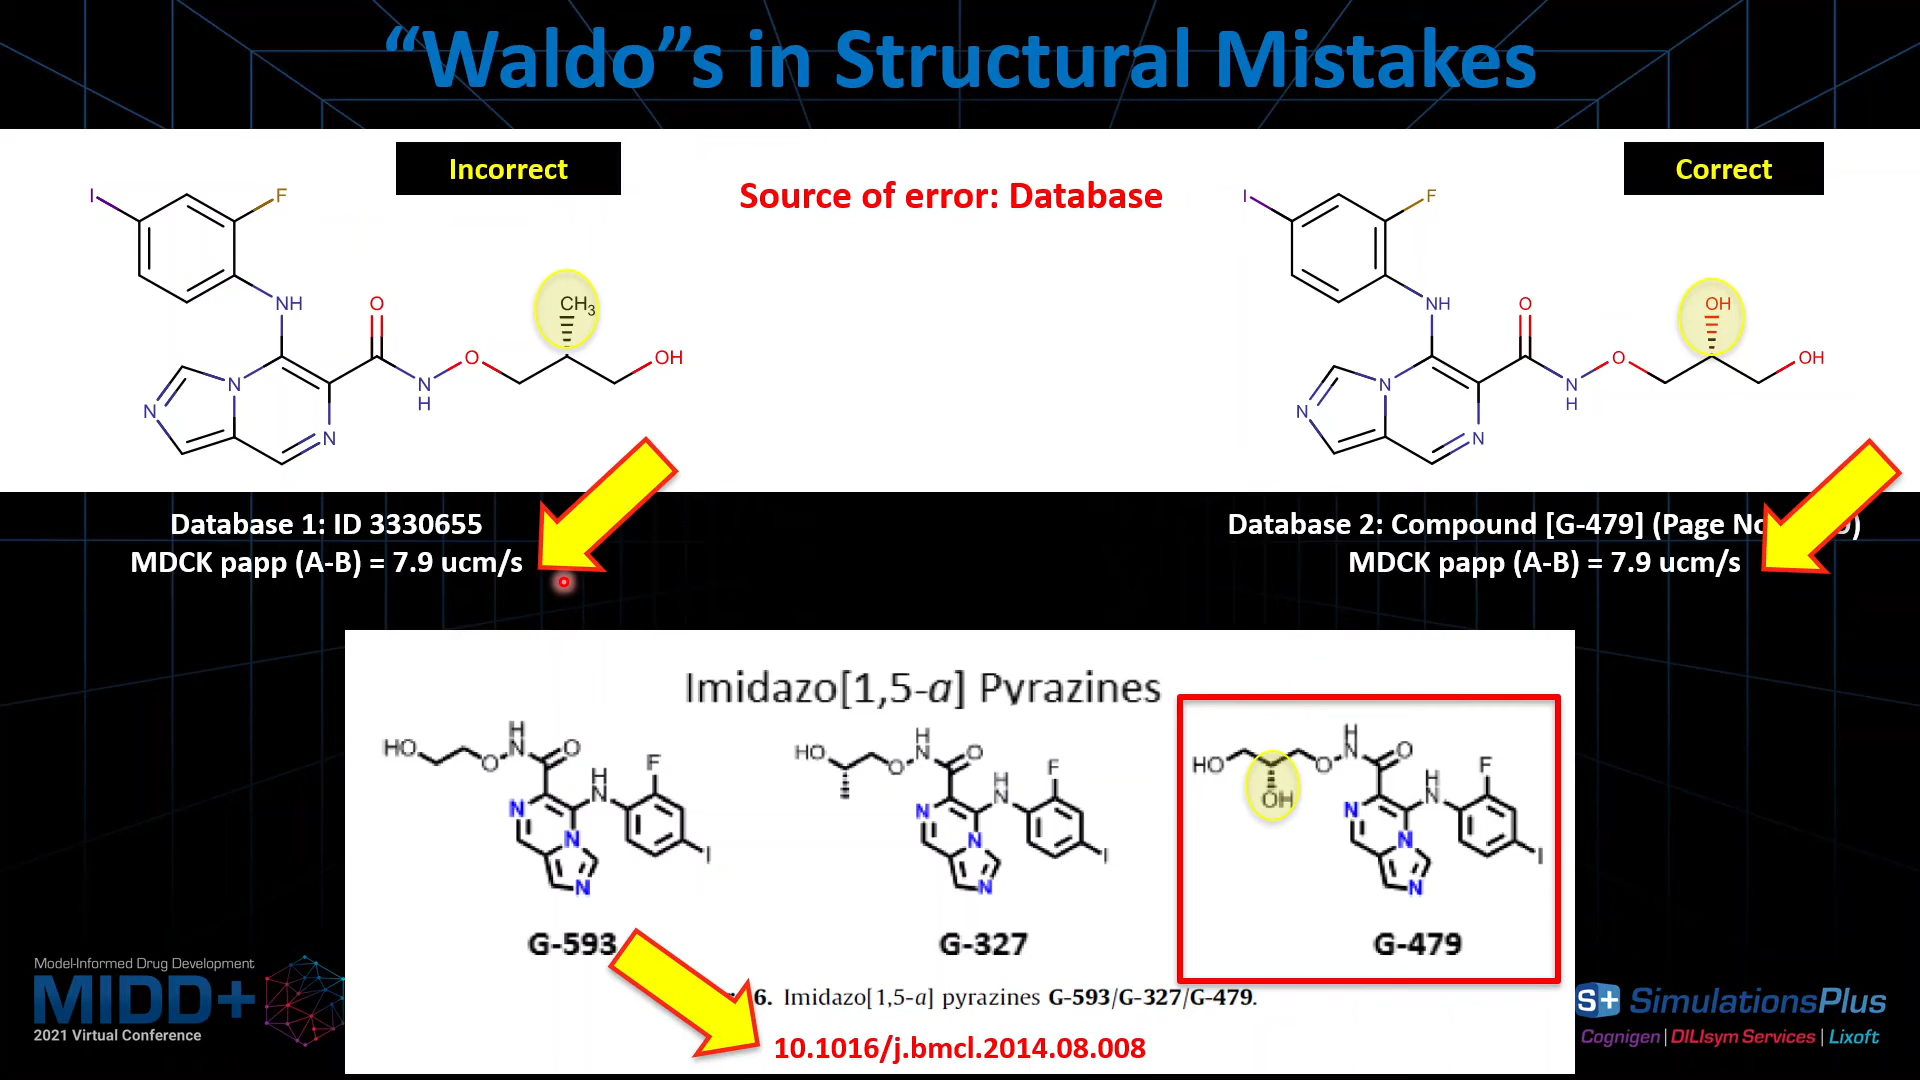 “Waldo”s in Structural Mistakes
Incorrect
Source of error: Database
Correct
I
F
NH
O
CH3
O
OH
N
H
N
N
N
I
F
NH
O
OH
O
OH
N
H
N
N
N
Database 1: ID 3330655
MDCK papp (A-B) = 7.9 ucm/s
Database 2: Compound [G-479] (Page
MDCK papp (A-B) = 7.9 ucm/s
Imidazo[1,5-a] Pyrazines
HO
O
H
N
O
H
N
F
I
N
N
N
HO
O
H
N
O
H
N
F
I
N
N
N
HO
OH
O
H
N
O
H
N
F
I
N
N
N
G-593
G-327
G-479
6. Imidazo[1,5-a] pyrazines G-593/G-327/G-479.
10.1016/j.bmcl.2014.08.008
Model-Informed Drug Development
MIDD+
2021 Virtual Conference
S+ SimulationsPlus
Cognigen | DILIsym Services | Lixoft